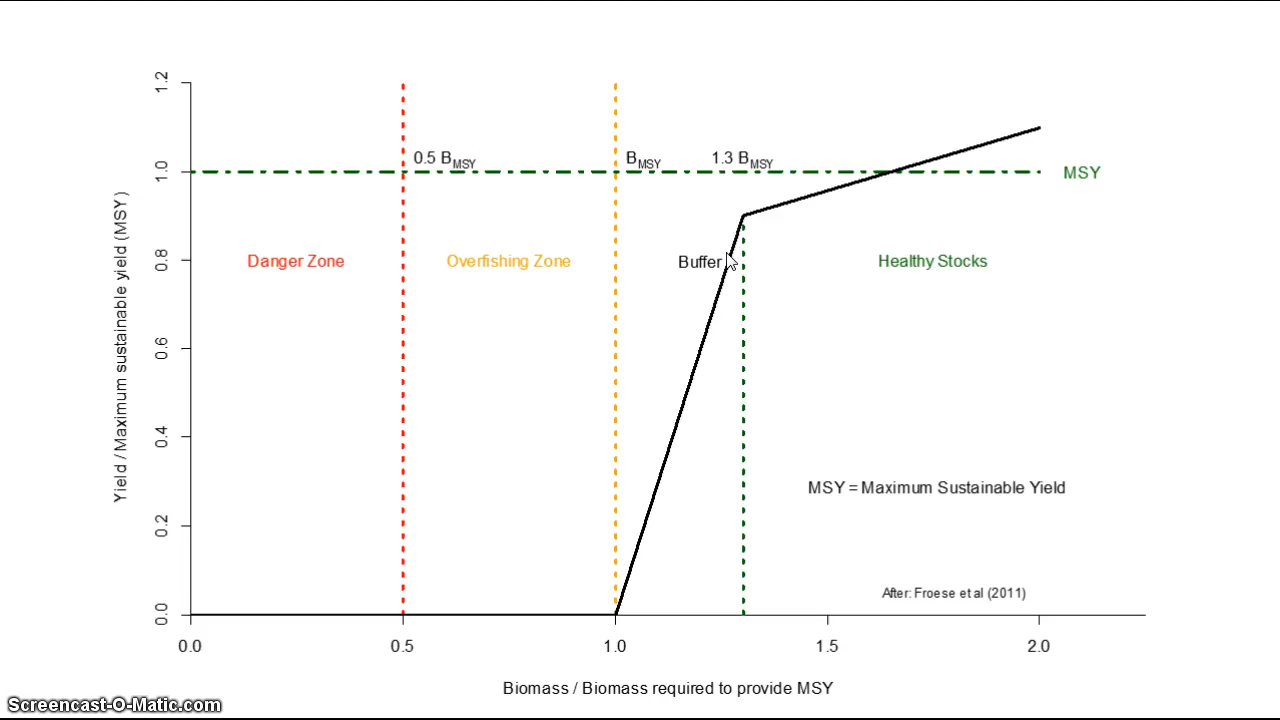 1.2
1.0
0.8
0.6
0.4
0.2
0.0
Yield / Maximum sustainable yield (MSY)
0.5 BMSY
BMSY
1.3 BMSY
MSY
Danger Zone
Overfishing Zone
Buffer
Healthy Stocks
MSY = Maximum Sustainable Yield
After: Froese et al (2011)
0.0 0.5 1.0 1.5 2.0
Biomass / Biomass required to provide MSY
Screencast-O-Matic.com